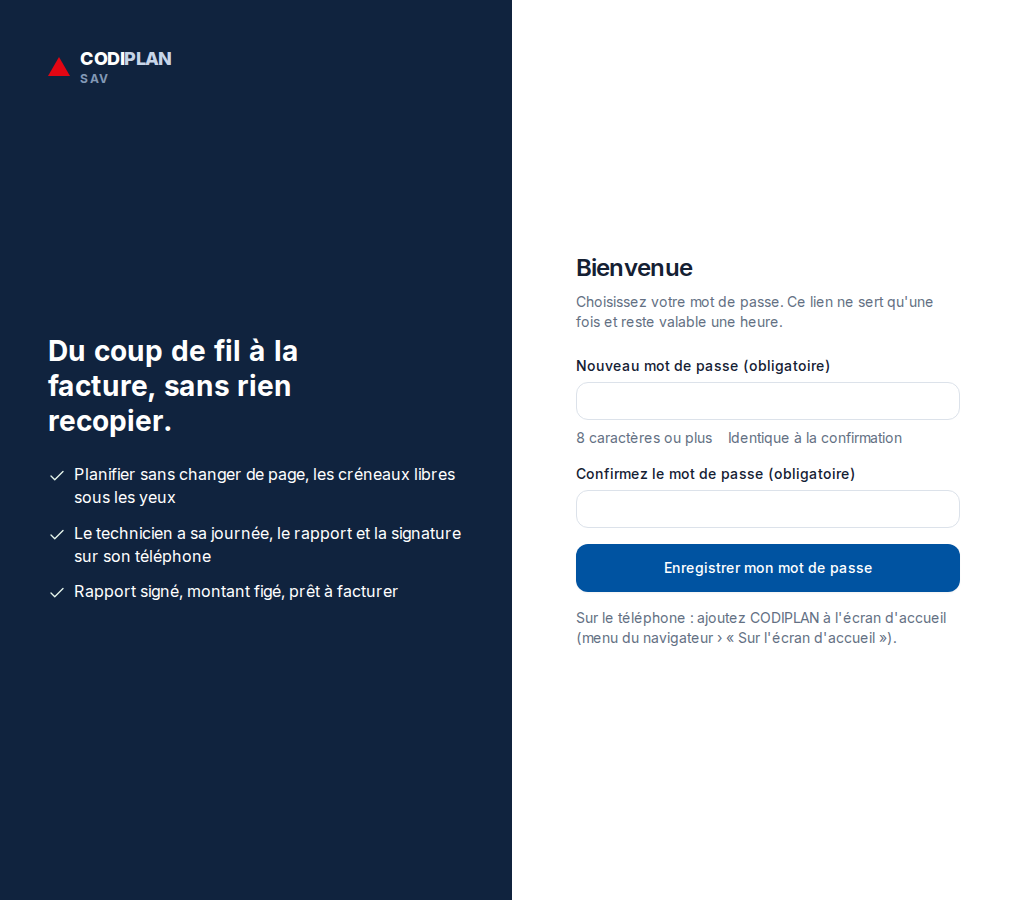 CODIPLAN
SAV
Du coup de fil à la
facture, sans rien
recopier.
Planifier sans changer de page, les créneaux libres
sous les yeux
Le technicien a sa journée, le rapport et la signature
sur son téléphone
Rapport signé, montant figé, prêt à facturer
Bienvenue
Choisissez votre mot de passe. Ce lien ne sert qu'une
fois et reste valable une heure.
Nouveau mot de passe (obligatoire)
8 caractères ou plus Identique à la confirmation
Confirmez le mot de passe (obligatoire)
Enregistrer mon mot de passe
Sur le téléphone : ajoutez CODIPLAN à l'écran d'accueil
(menu du navigateur › « Sur l'écran d'accueil »).